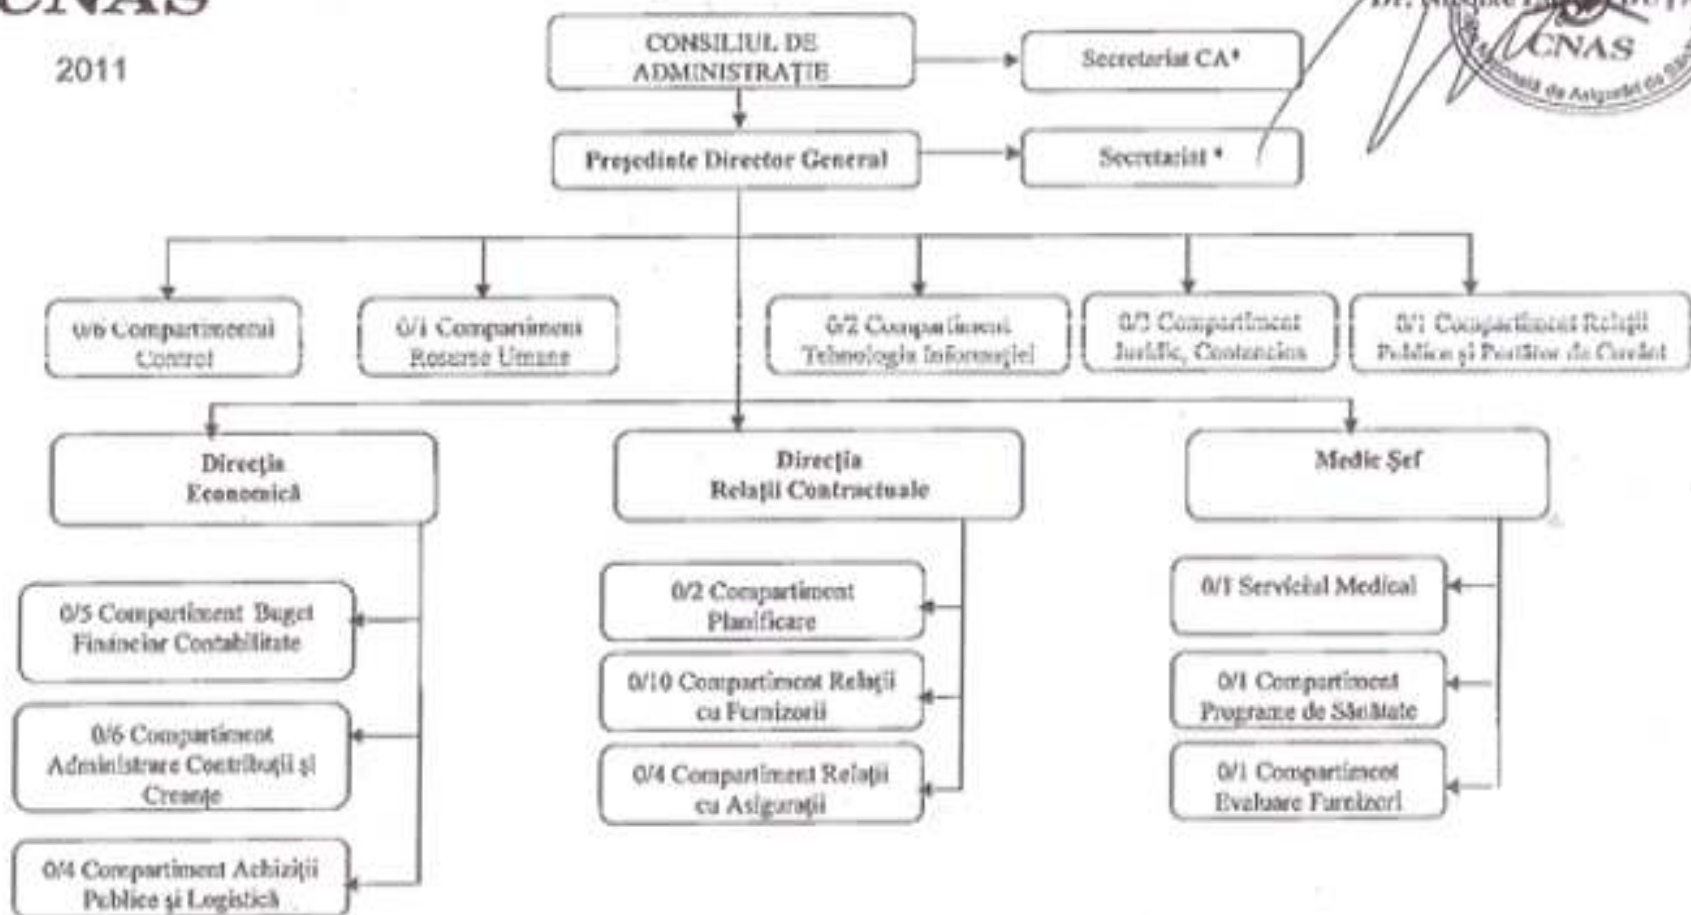 CNAS
2011
CNAS
CONSILIUL DE
ADMINISTRAȚIE
Secretariat CA*
Președinte Director General
Secretariat *
0/6 Compartimentul
Control
0/1 Compartiment
Resurse Umane
0/2 Compartiment
Tehnologia Informației
Compartiment
Juridic, Contencios
0/1 Compartiment Relații
Publice și Purtător de Cuvânt
Direcția
Economică
Direcția
Relații Contractuale
Medic Șef
0/5 Compartiment Buget
Financiar Contabilitate
0/6 Compartiment
Administrare Contribuții și
Creanțe
0/4 Compartiment Achiziții
Publice și Logistică
0/2 Compartiment
Planificare
0/10 Compartiment Relații
cu Furnizorii
0/4 Compartiment Relații
cu Asigurații
0/1 Serviciul Medical
0/1 Compartiment
Programe de Sănătate
0/1 Compartiment
Evaluare Furnizori